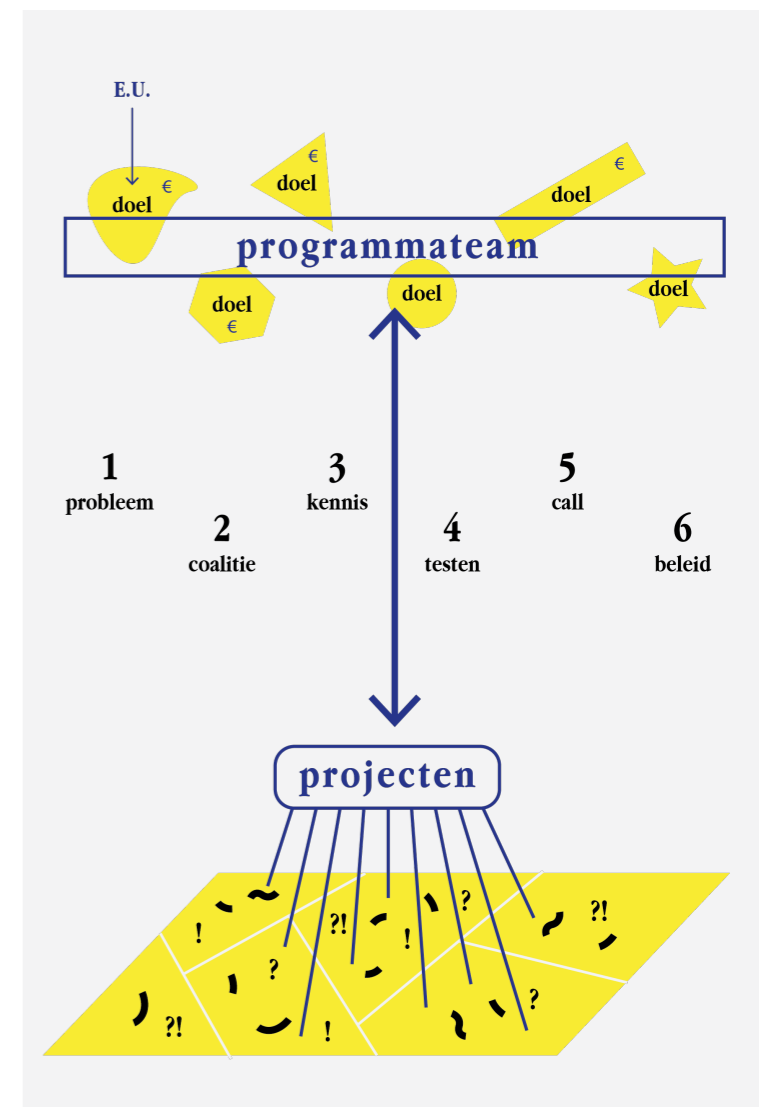 E.U.
€
doel
€
doel
€
doel
programmateam
doel
€
doel
doel
1
probleem
2
coalitie
3
kennis
4
testen
5
call
6
beleid
projecten
!
?!
!
?
?!
?
?!
!
?